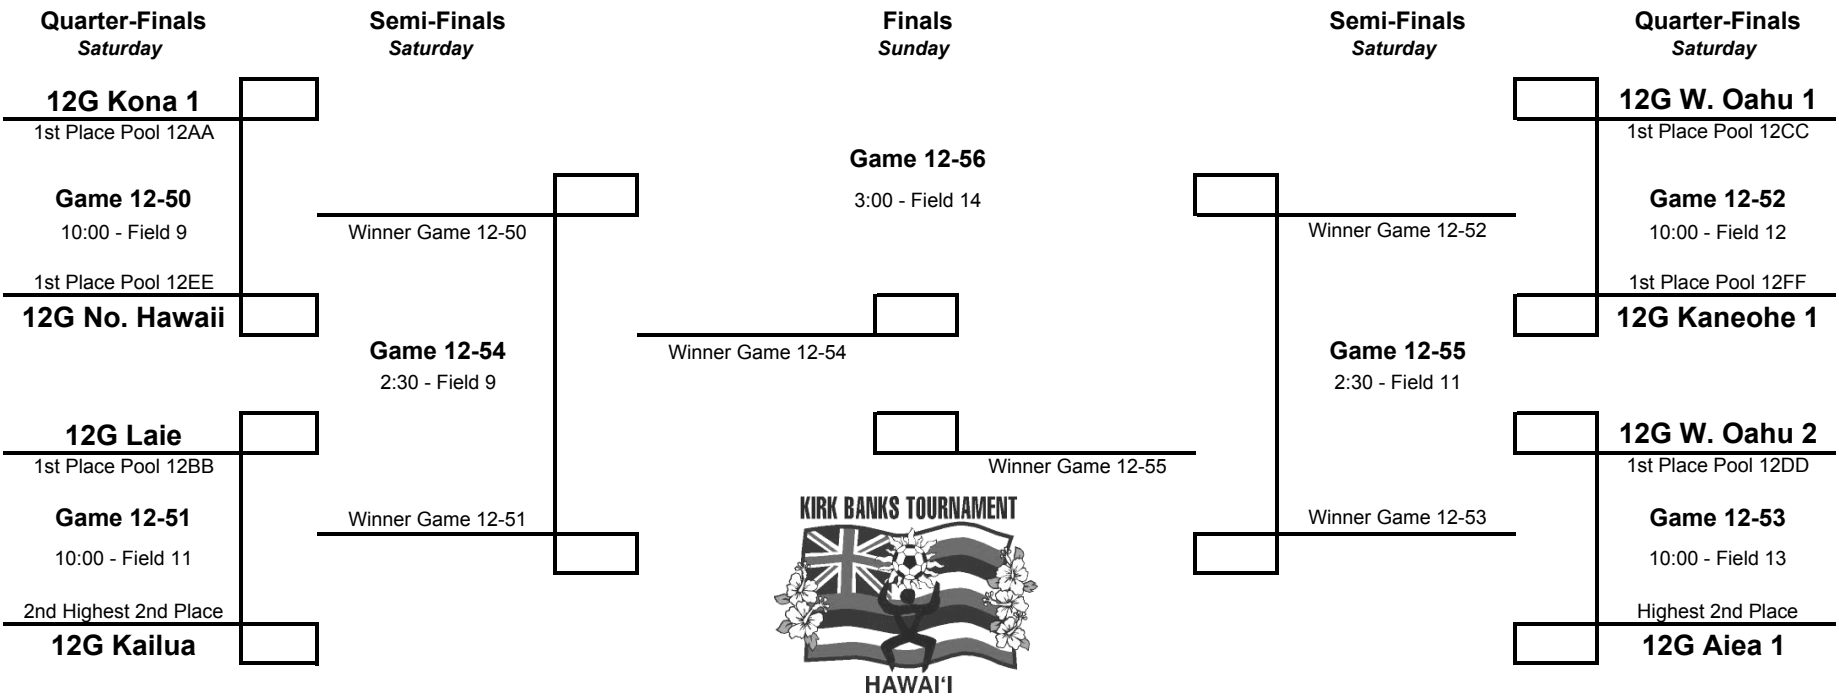 Quarter-Finals
Saturday
Semi-Finals
Saturday
Finals
Sunday
Semi-Finals
Saturday
Quarter-Finals
Saturday
12G Kona 1
1st Place Pool 12AA
Game 12-50
10:00 - Field 9
1st Place Pool 12EE
12G No. Hawaii
12G Laie
1st Place Pool 12BB
Game 12-51
10:00 - Field 11
2nd Highest 2nd Place
12G Kailua
Winner Game 12-50
Game 12-54
2:30 - Field 9
Winner Game 12-51
Game 12-56
3:00 - Field 14
Winner Game 12-54
Winner Game 12-55
KIRK BANKS TOURNAMENT
HAWAI'I
Winner Game 12-52
Game 12-55
2:30 - Field 11
Winner Game 12-53
12G W. Oahu 1
1st Place Pool 12CC
Game 12-52
10:00 - Field 12
1st Place Pool 12FF
12G Kaneohe 1
12G W. Oahu 2
1st Place Pool 12DD
Game 12-53
10:00 - Field 13
Highest 2nd Place
12G Aiea 1